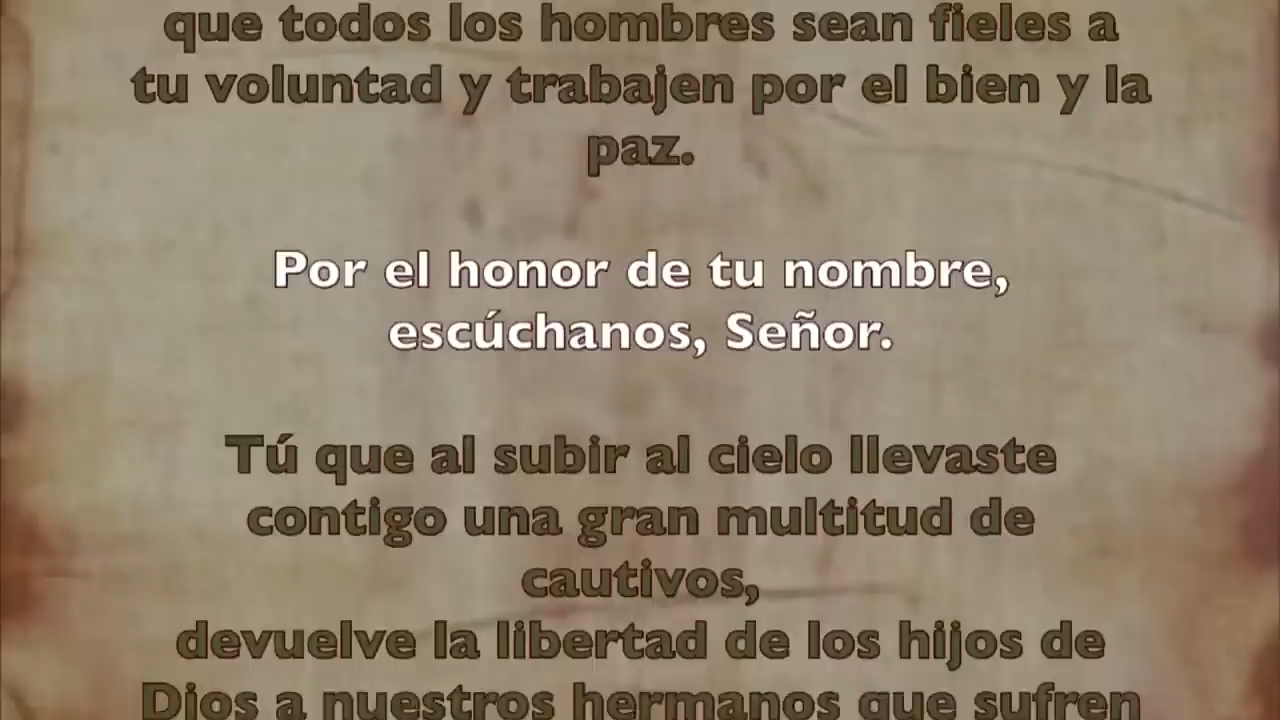 que todos los hombres sean fieles a
tu voluntad y trabajen por el bien y la
paz.
Por el honor de tu nombre,
escúchanos, Señor.
Tú que al subir al cielo llevaste
contigo una gran multitud de
cautivos,
devuelve la libertad de los hijos de
Dios a nuestros hermanos que sufren